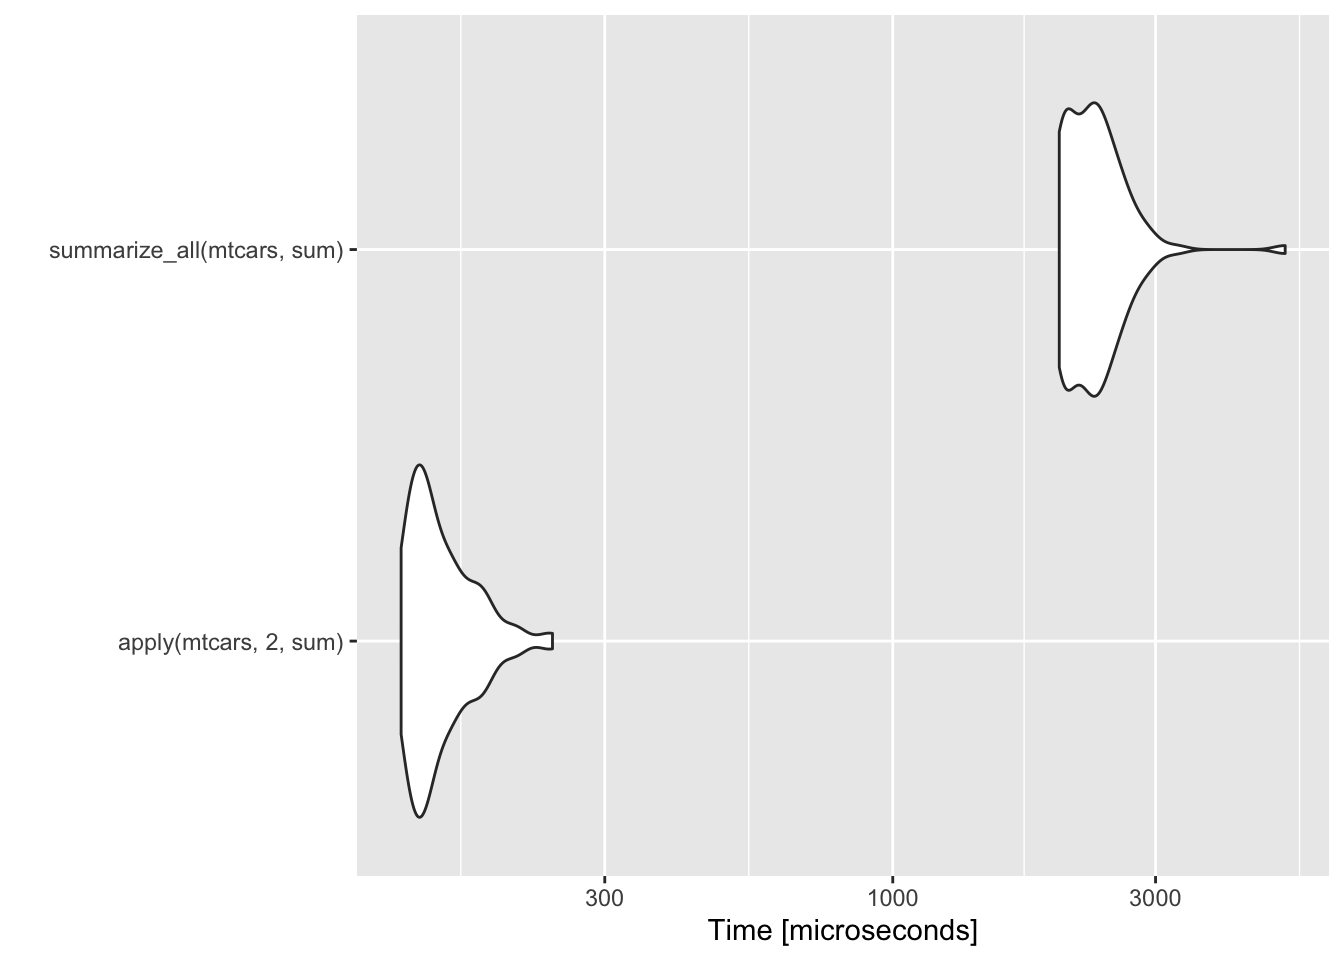 summarize_all(mtcars, sum)
apply(mtcars, 2, sum)
300 1000 3000
Time [microseconds]